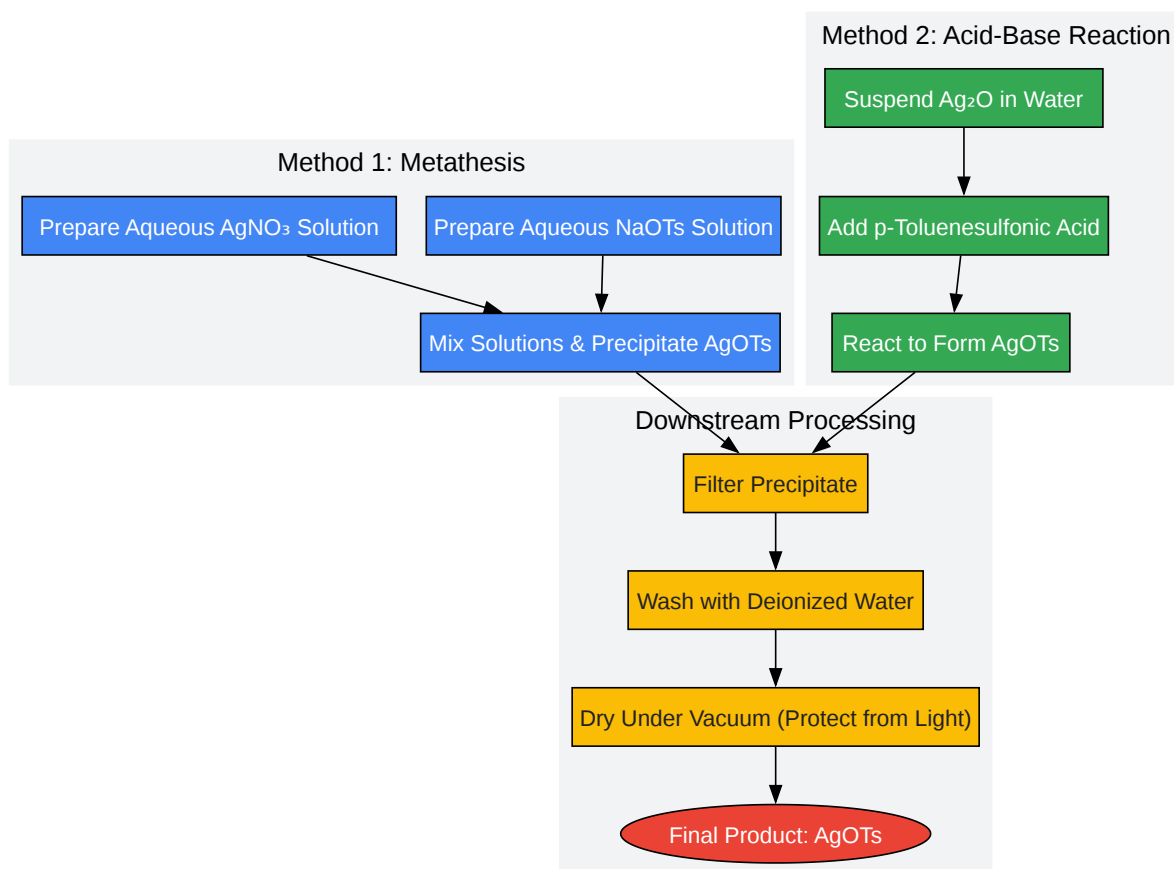 Method 2: Acid-Base Reaction
Suspend Ag₂O in Water
Method 1: Metathesis
Prepare Aqueous AgNO₃ Solution
Prepare Aqueous NaOTs Solution
Add p-Toluenesulfonic Acid
Mix Solutions & Precipitate AgOTs
React to Form AgOTs
Downstream Processing
Filter Precipitate
Wash with Deionized Water
Dry Under Vacuum (Protect from Light)
Final Product: AgOTs